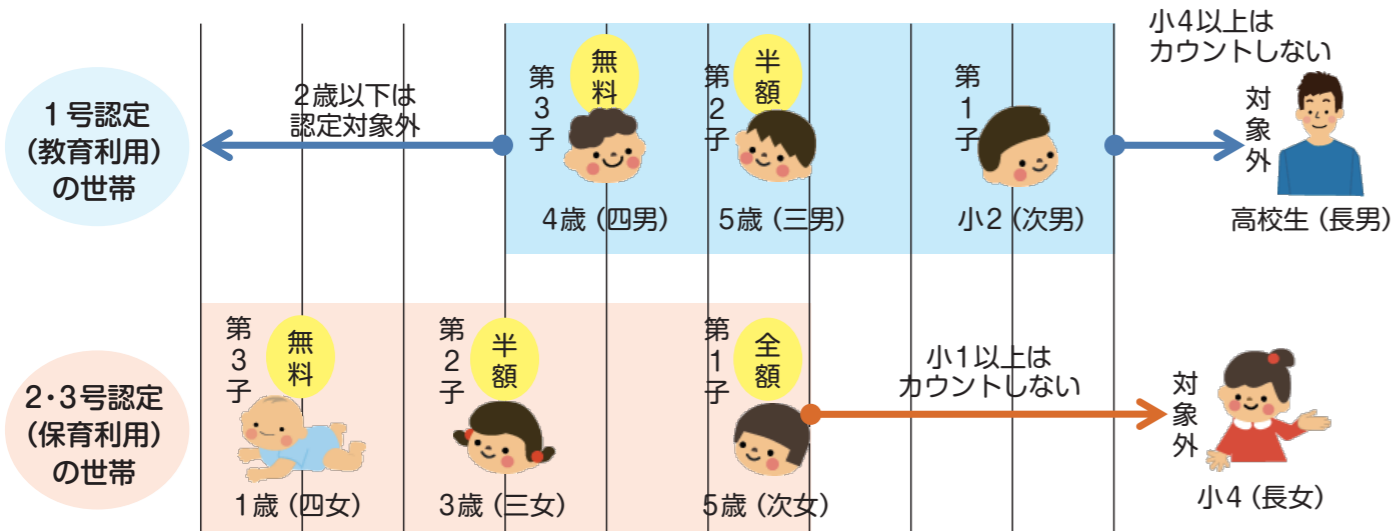 1号認定
（教育利用）
の世帯
2歳以下は
認定対象外
第3子
無料
4歳（四男）
第2子
半額
5歳（三男）
第1子
小2（次男）
小4以上は
カウントしない
対象外
高校生（長男）
2・3号認定
（保育利用）
の世帯
第3子
無料
1歳（四女）
第2子
半額
3歳（三女）
第1子
全額
5歳（次女）
小1以上は
カウントしない
対象外
小4（長女）